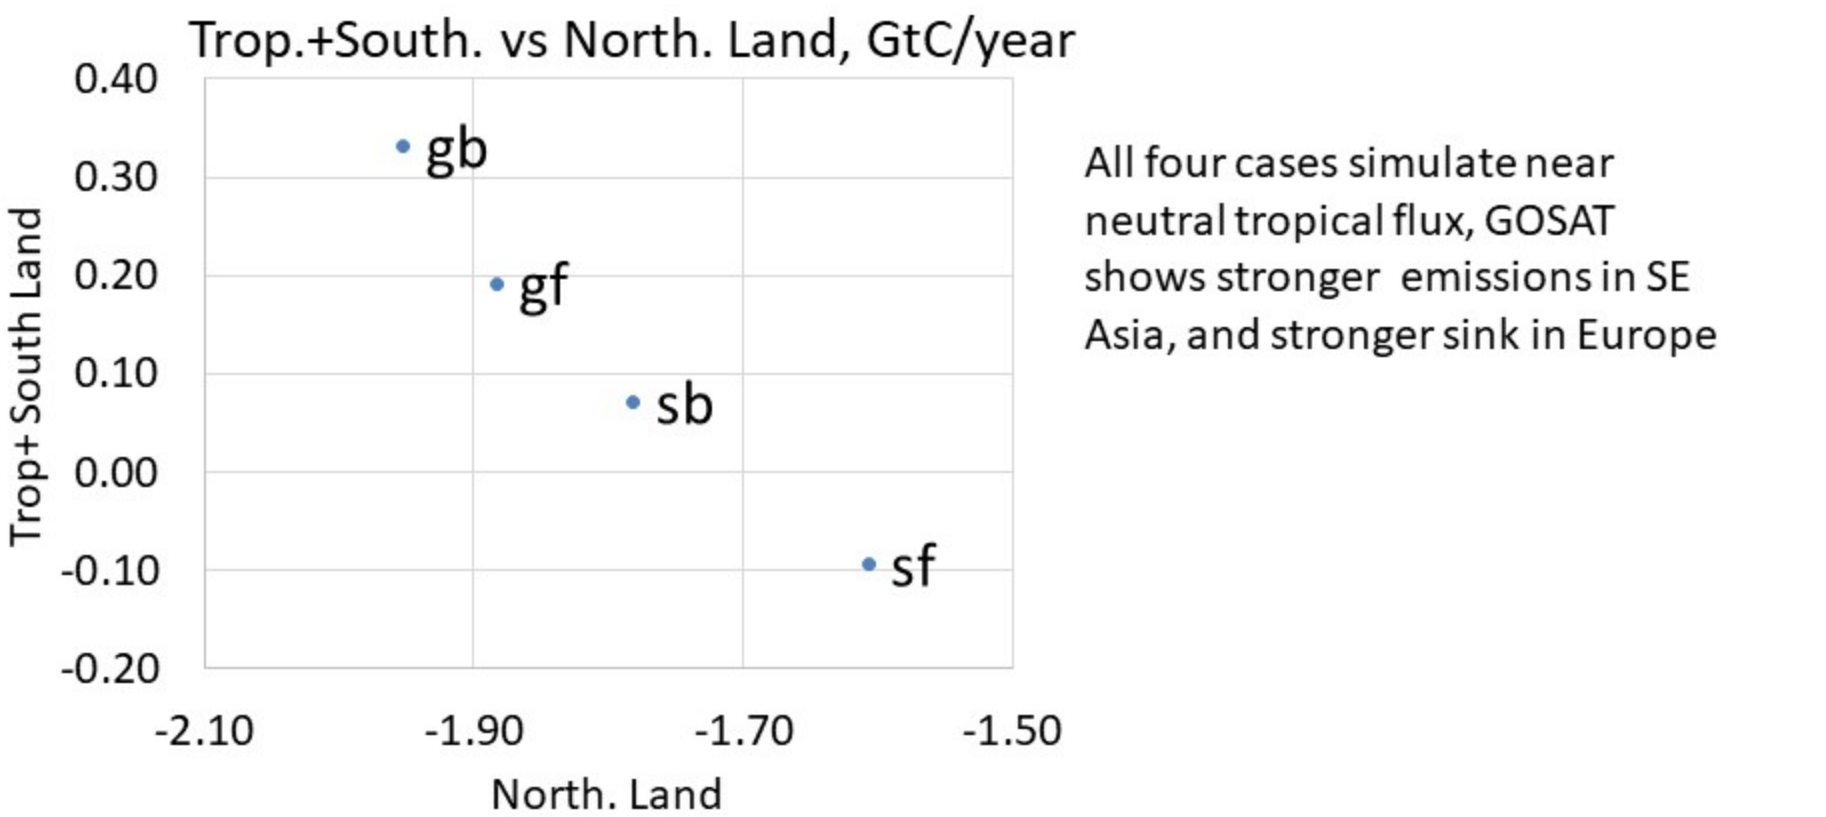 Trop.+South. vs North. Land, GtC/year
0.40
0.30
0.20
0.10
0.00
-0.10
-0.20
Trop+ South Land
gb
gf
sb
sf
-2.10 -1.90 -1.70 -1.50
North. Land
All four cases simulate near
neutral tropical flux, GOSAT
shows stronger emissions in SE
Asia, and stronger sink in Europe